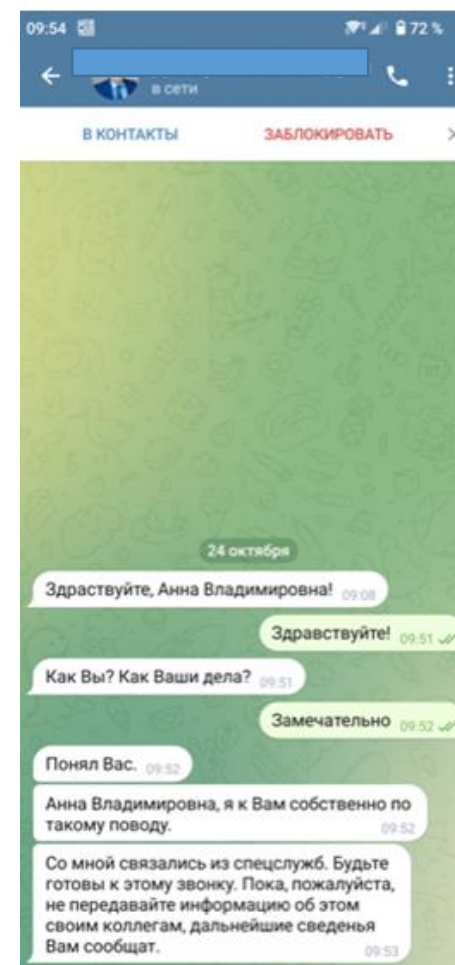 09:54 72 %
в сети
В КОНТАКТЫ ЗАБЛОКИРОВАТЬ
24 октября
Здраствуйте, Анна Владимировна! 09:08
Здравствуйте! 09:51
Как Вы? Как Ваши дела? 09:51
Замечательно 09:52
Понял Вас. 09:52
Анна Владимировна, я к Вам собственно по
такому поводу. 09:52
Со мной связались из спецслужб. Будьте
готовы к этому звонку. Пока, пожалуйста,
не передавайте информацию об этом
своим коллегам, дальнейшие сведенья
Вам сообщат. 09:53